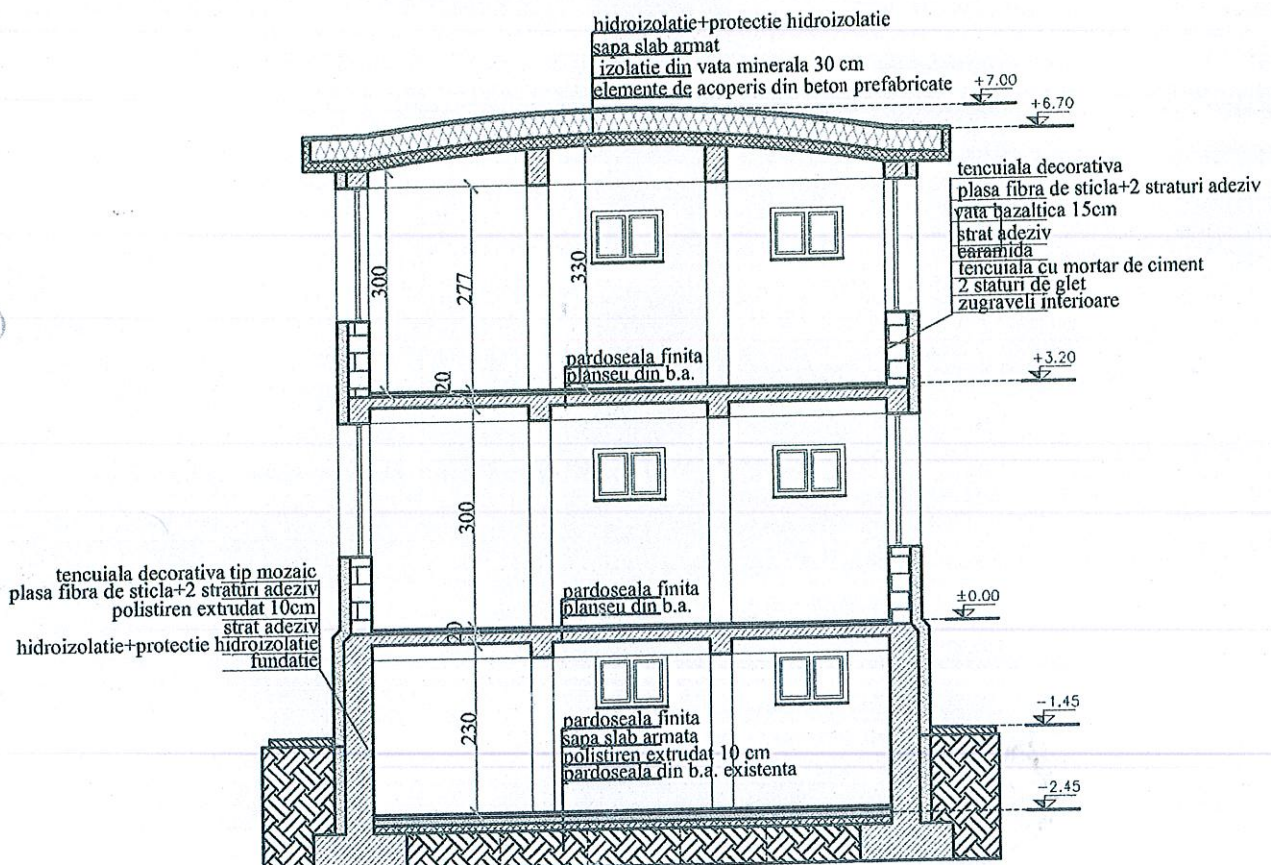 hidroizolatie+protectie hidroizolatie
sapa slab armat
izolatie din vata minerala 30 cm
elemente de acoperis din beton prefabricate
+7.00
+6.70
tencuiala decorativa
plasa fibra de sticla+2 straturi adeziv
vata bazaltica 15cm
strat adeziv
caramida
tencuiala cu mortar de ciment
2 staturi de glet
zugraveli interioare
300
277
330
20
pardoseala finita
planseu din b.a.
+3.20
300
pardoseala finita
planseu din b.a.
±0.00
20
tencuiala decorativa tip mozaic
plasa fibra de sticla+2 straturi adeziv
polistiren extrudat 10cm
strat adeziv
hidroizolatie+protectie hidroizolatie
fundatie
230
pardoseala finita
sapa slab armata
polistiren extrudat 10 cm
pardoseala din b.a. existenta
-1.45
-2.45